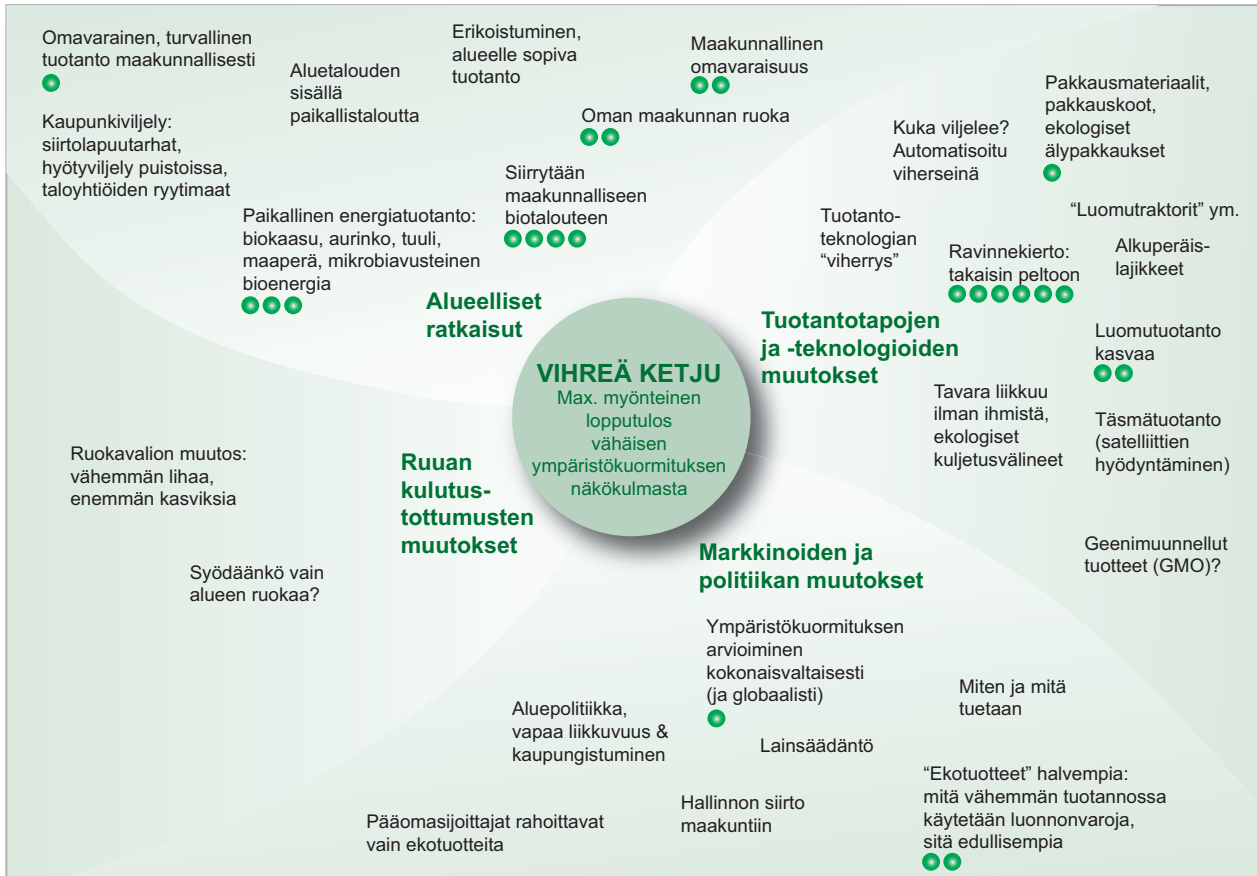 Omavarainen, turvallinen
tuotanto maakunnallisesti
Aluetalouden
sisällä
paikallistaloutta
Erikoistuminen,
alueelle sopiva
tuotanto
Maakunnallinen
omavaraisuus
Oman maakunnan ruoka
Kaupunkiviljely:
siirtolapuutarhat,
hyötyviljely puistoissa,
taloyhtiöiden ryytimaat
Siirrytään
maakunnalliseen
biotalouteen
Paikallinen energiatuotanto:
biokaasu, aurinko, tuuli,
maaperä, mikrobiavusteinen
bioenergia
Alueelliset
ratkaisut
Pakkausmateriaalit,
pakkauskoot,
ekologiset
älypakkaukset
Kuka viljelee?
Automatisoitu
viherseinä
"Luomutraktorit" ym.
Tuotanto-
teknologian
"viherrys"
Ravinnekierto:
takaisin peltoon
Alkuperäis-
lajikkeet
Tuotantotapojen
ja -teknologioiden
muutokset
Luomutuotanto
kasvaa
Tavara liikkuu
ilman ihmistä,
ekologiset
kuljetusvälineet
Täsmätuotanto
(satelliittien
hyödyntäminen)
Geenimuunnellut
tuotteet (GMO)?
VIHREÄ KETJU
Max. myönteinen
lopputulos
vähäisen
ympäristökuormituksen
näkökulmasta
Ruokavalion muutos:
vähemmän lihaa,
enemmän kasviksia
Ruuan
kulutus-
tottumusten
muutokset
Syödäänkö vain
alueen ruokaa?
Markkinoiden ja
politiikan muutokset
Ympäristökuormituksen
arvioiminen
kokonaisvaltaisesti
(ja globaalisti)
Miten ja mitä
tuetaan
Aluepolitiikka,
vapaa liikkuvuus &
kaupungistuminen
Lainsäädäntö
"Ekotuotteet" halvempia:
mitä vähemmän tuotannossa
käytetään luonnonvaroja,
sitä edullisempia
Hallinnon siirto
maakuntiin
Pääomasijoittajat rahoittavat
vain ekotuotteita